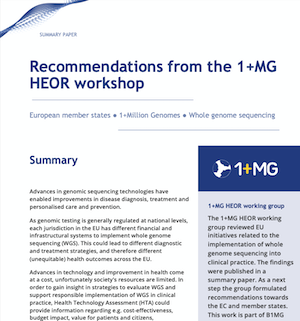 SUMMARY PAPER
Recommendations from the 1+MG
HEOR workshop
European member states ● 1+Million Genomes ● Whole genome sequencing
Summary
Advances in genomic sequencing technologies have
enabled improvements in disease diagnosis, treatment and
personalised care and prevention.
As genomic testing is generally regulated at national levels,
each jurisdiction in the EU has different financial and
infrastructural systems to implement whole genome
sequencing (WGS). This could lead to different diagnostic
and treatment strategies, and therefore different
(unequitable) health outcomes across the EU.
Advances in technology and improvement in health come
at a cost, unfortunately society's resources are limited. In
order to gain insight in strategies to evaluate WGS and
support responsible implementation of WGS in clinical
practice, Health Technology Assessment (HTA) could
provide information regarding e.g. cost-effectiveness,
budget impact, value for patients and citizens,
1+MG
1+MG HEOR working group
The 1+MG HEOR working
group reviewed EU
initiatives related to the
implementation of whole
genome sequencing into
clinical practice. The findings
were published in a
summary paper. As a next
step the group formulated
recommendations towards
the EC and member states.
This work is part of B1MG